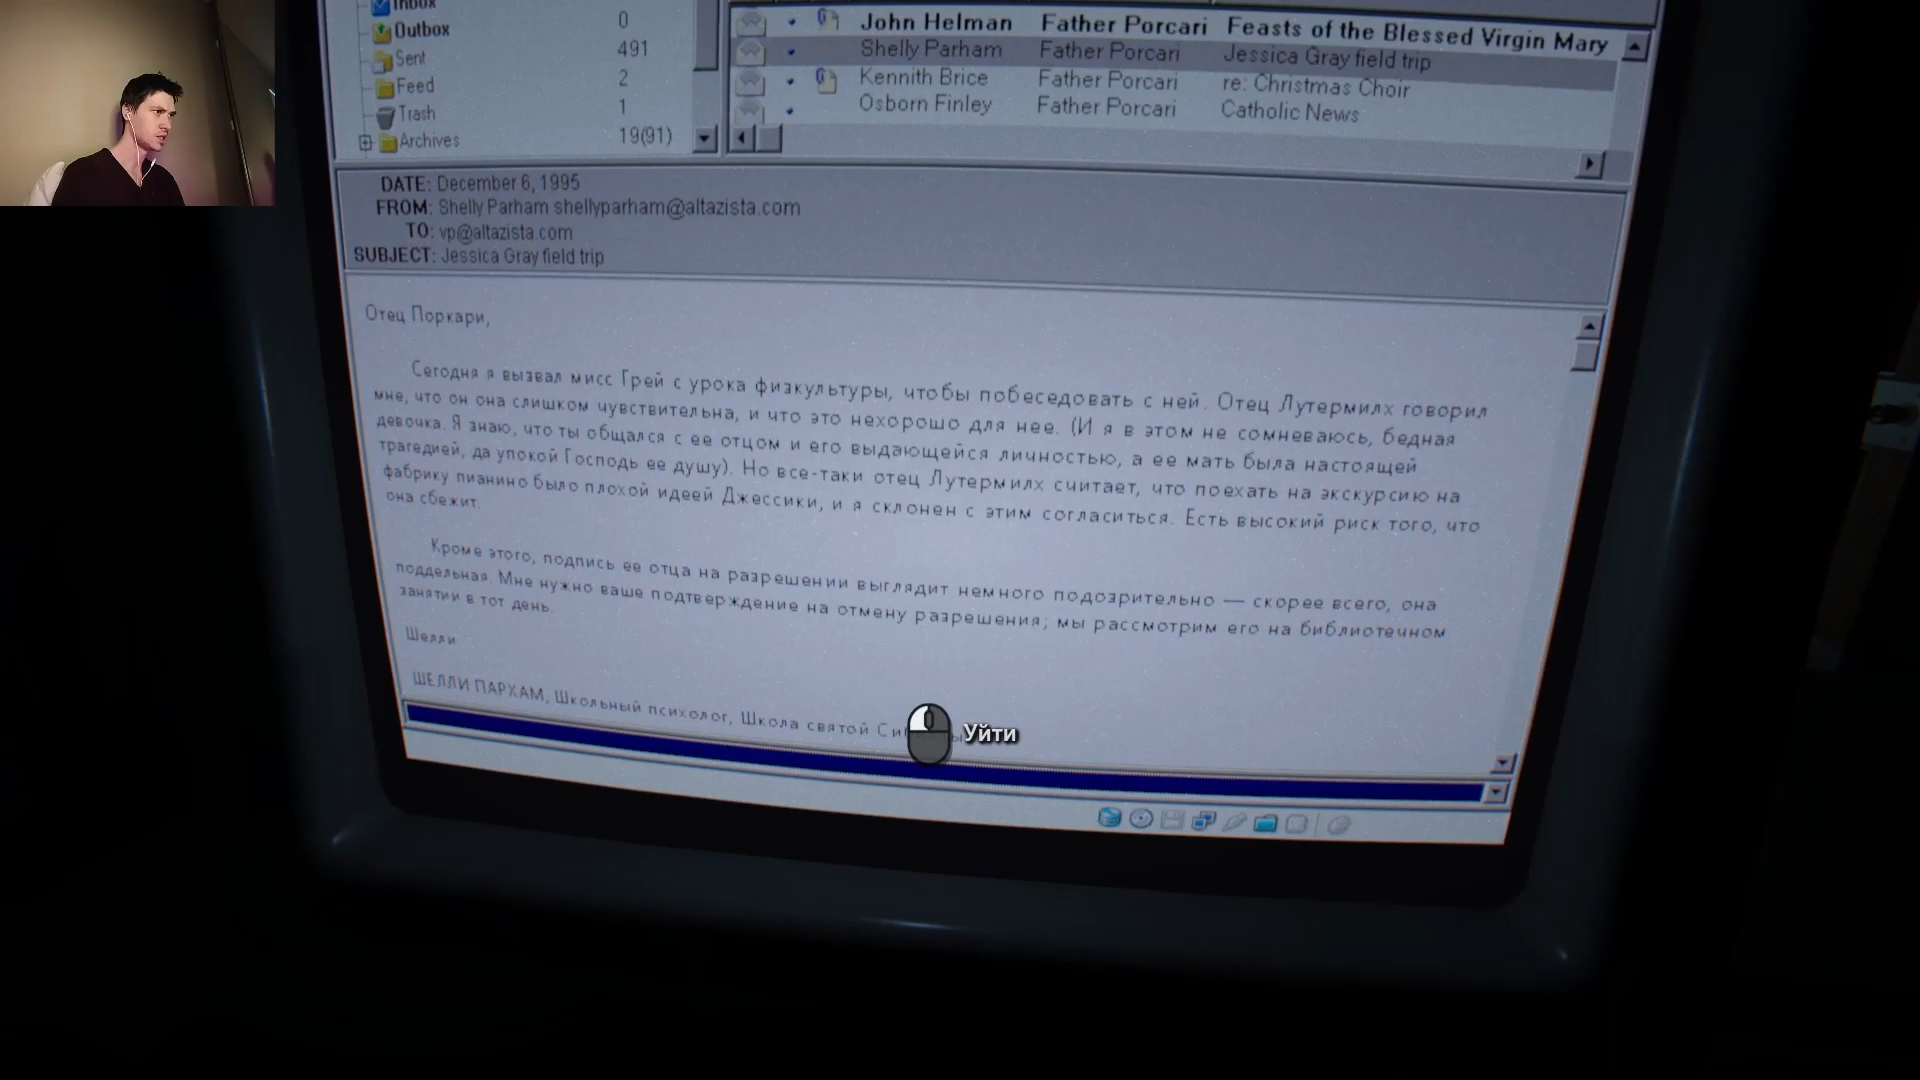 Inbox
Outbox 0
Sent 491
Feed 2
Trash 1
Archives 19(91)
John Helman Father Porcari Feasts of the Blessed Virgin Mary
Shelly Parham Father Porcari Jessica Gray field trip
Kennith Brice Father Porcari re: Christmas Choir
Osborn Finley Father Porcari Catholic News
DATE: December 6, 1995
FROM: Shelly Parham shellyparham@altazista.com
TO: vp@altazista.com
SUBJECT: Jessica Gray field trip
Отец Поркари,
Сегодня я вызвал мисс Грей с урока физкультуры, чтобы побеседовать с ней. Отец Лутермилх говорил
мне, что он она слишком чувствительна, и что это нехорошо для нее. (И я в этом не сомневаюсь, бедная
девочка. Я знаю, что ты общался с ее отцом и его выдающейся личностью, а ее мать была настоящей
трагедией, да упокой Господь ее душу). Но все-таки отец Лутермилх считает, что поехать на экскурсию на
фабрику пианино было плохой идеей Джессики, и я склонен с этим согласиться. Есть высокий риск того, что
она сбежит.
Кроме этого, подпись ее отца на разрешении выглядит немного подозрительно — скорее всего, она
поддельная. Мне нужно ваше подтверждение на отмену разрешения; мы рассмотрим его на библиотечном
занятии в тот день.
Шелли
ШЕЛЛИ ПАРХАМ, Школьный психолог, Школа святой
Уйти